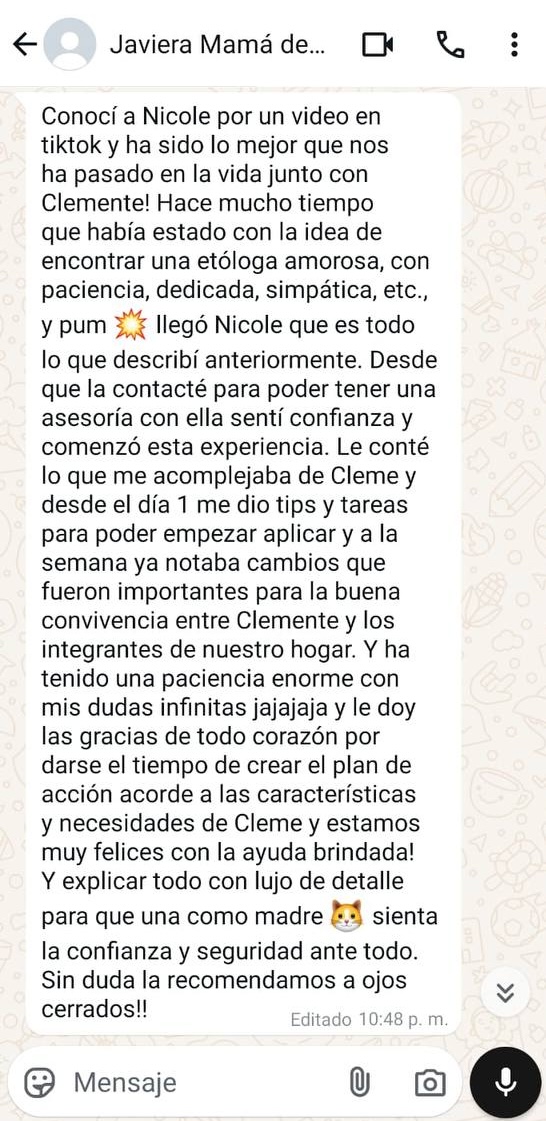 Javiera Mamá de...
Conocí a Nicole por un video en
tiktok y ha sido lo mejor que nos
ha pasado en la vida junto con
Clemente! Hace mucho tiempo
que había estado con la idea de
encontrar una etóloga amorosa, con
paciencia, dedicada, simpática, etc.,
y pum 💥 llegó Nicole que es todo
lo que describí anteriormente. Desde
que la contacté para poder tener una
asesoría con ella sentí confianza y
comenzó esta experiencia. Le conté
lo que me acomplejaba de Cleme y
desde el día 1 me dio tips y tareas
para poder empezar aplicar y a la
semana ya notaba cambios que
fueron importantes para la buena
convivencia entre Clemente y los
integrantes de nuestro hogar. Y ha
tenido una paciencia enorme con
mis dudas infinitas jajajaja y le doy
las gracias de todo corazón por
darse el tiempo de crear el plan de
acción acorde a las características
y necesidades de Cleme y estamos
muy felices con la ayuda brindada!
Y explicar todo con lujo de detalle
para que una como madre 🐱 sienta
la confianza y seguridad ante todo.
Sin duda la recomendamos a ojos
cerrados!!
Editado 10:48 p. m.
Mensaje